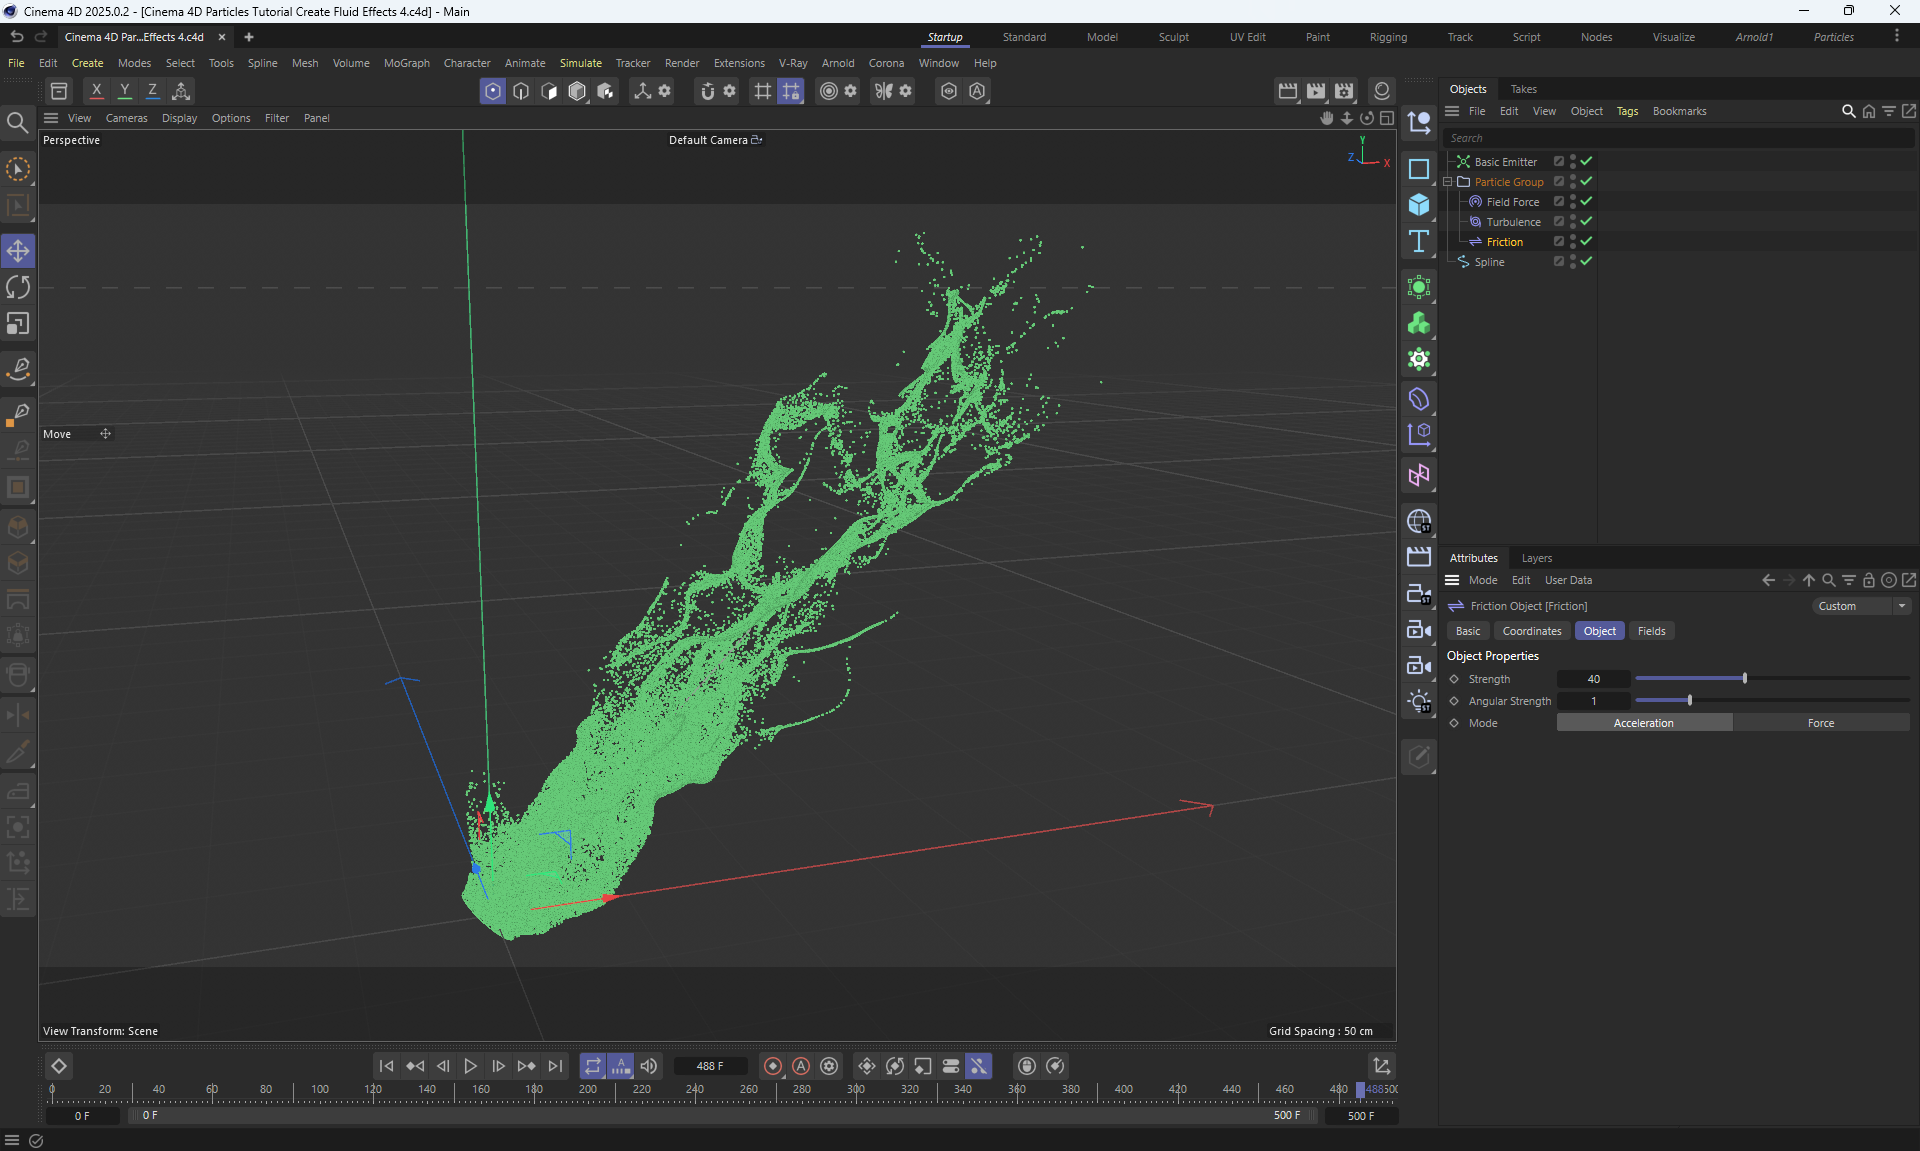 Cinema 4D 2025.0.2 - [Cinema 4D Particles Tutorial Create Fluid Effects 4.c4d] - Main
Cinema 4D Par...Effects 4.c4d
Startup Standard Model Sculpt UV Edit Paint Rigging Track Script Nodes Visualize Arnold1 Particles
File Edit Create Modes Select Tools Spline Mesh Volume MoGraph Character Animate Simulate Tracker Render Extensions V-Ray Arnold Corona Window Help
X Y Z
View Cameras Display Options Filter Panel
Perspective
Default Camera
Y
Z
X
Move
View Transform: Scene
Grid Spacing : 50 cm
Objects Takes
File Edit View Object Tags Bookmarks
Search
Basic Emitter
Particle Group
Field Force
Turbulence
Friction
Spline
ST
ST
ST
Attributes Layers
Mode Edit User Data
Friction Object [Friction]
Custom
Basic Coordinates Object Fields
Object Properties
Strength 40
Angular Strength 1
Mode Acceleration Force
488 F
0 20 40 60 80 100 120 140 160 180 200 220 240 260 280 300 320 340 360 380 400 420 440 460 480 488 500
0 F 0 F 500 F 500 F